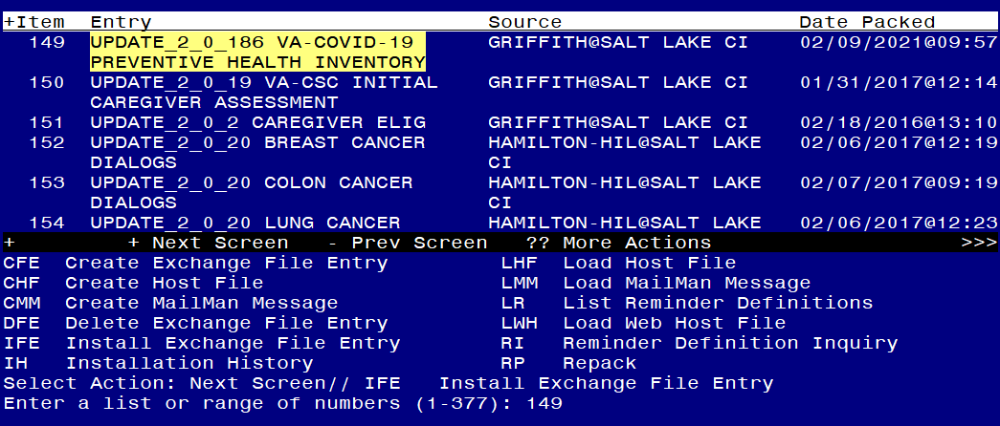 +Item  Entry                           Source                   Date Packed
  149  UPDATE_2_0_186 VA-COVID-19      GRIFFITH@SALT LAKE CI    02/09/2021@09:57
       PREVENTIVE HEALTH INVENTORY
  150  UPDATE_2_0_19 VA-CSC INITIAL    GRIFFITH@SALT LAKE CI    01/31/2017@12:14
       CAREGIVER ASSESSMENT
  151  UPDATE_2_0_2 CAREGIVER ELIG     GRIFFITH@SALT LAKE CI    02/18/2016@13:10
  152  UPDATE_2_0_20 BREAST CANCER     HAMILTON-HIL@SALT LAKE   02/06/2017@12:19
       DIALOGS                         CI
  153  UPDATE_2_0_20 COLON CANCER      HAMILTON-HIL@SALT LAKE   02/07/2017@09:19
       DIALOGS                         CI
  154  UPDATE_2_0_20 LUNG CANCER       HAMILTON-HIL@SALT LAKE   02/06/2017@12:23
+         + Next Screen   - Prev Screen   ?? More Actions                    >>>
CFE  Create Exchange File Entry         LHF  Load Host File
CHF  Create Host File                   LMM  Load MailMan Message
CMM  Create MailMan Message             LR   List Reminder Definitions
DFE  Delete Exchange File Entry         LWH  Load Web Host File
IFE  Install Exchange File Entry        RI   Reminder Definition Inquiry
IH   Installation History               RP   Repack
Select Action: Next Screen// IFE   Install Exchange File Entry
Enter a list or range of numbers (1-377): 149